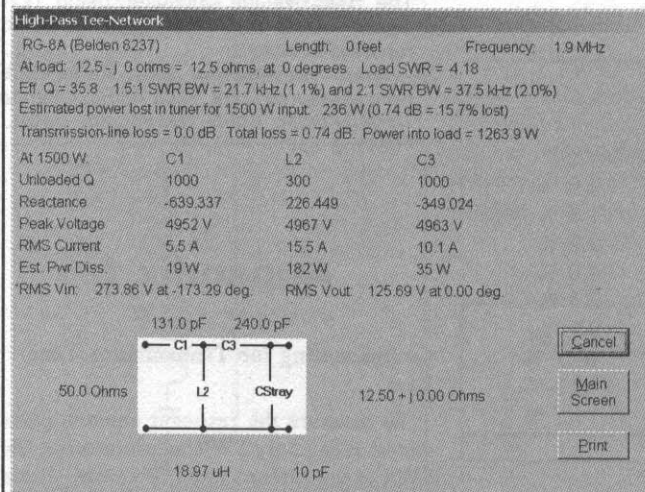 High-Pass Tee-Network
RG-8A (Belden 8237) Length: 0 feet Frequency: 1.9 MHz
At load: 12.5 - j 0 ohms = 12.5 ohms, at 0 degrees Load SWR = 4.18
Eff. Q = 35.8 1.5:1 SWR BW = 21.7 kHz (1.1%) and 2:1 SWR BW = 37.5 kHz (2.0%)
Estimated power lost in tuner for 1500 W input: 236 W (0.74 dB = 15.7% lost)
Transmission-line loss = 0.0 dB Total loss = 0.74 dB Power into load = 1263.9 W
At 1500 W: C1 L2 C3
Unloaded Q 1000 300 1000
Reactance -639.337 226.449 -349.024
Peak Voltage 4952 V 4967 V 4963 V
RMS Current 5.5 A 15.5 A 10.1 A
Est. Pwr Diss. 19 W 182 W 35 W
*RMS Vin: 273.86 V at -173.29 deg. RMS Vout: 125.69 V at 0.00 deg.
131.0 pF 240.0 pF
C1 C3
50.0 Ohms L2 CStray 12.50 + j 0.00 Ohms
18.97 uH 10 pF
Cancel
Main
Screen
Print